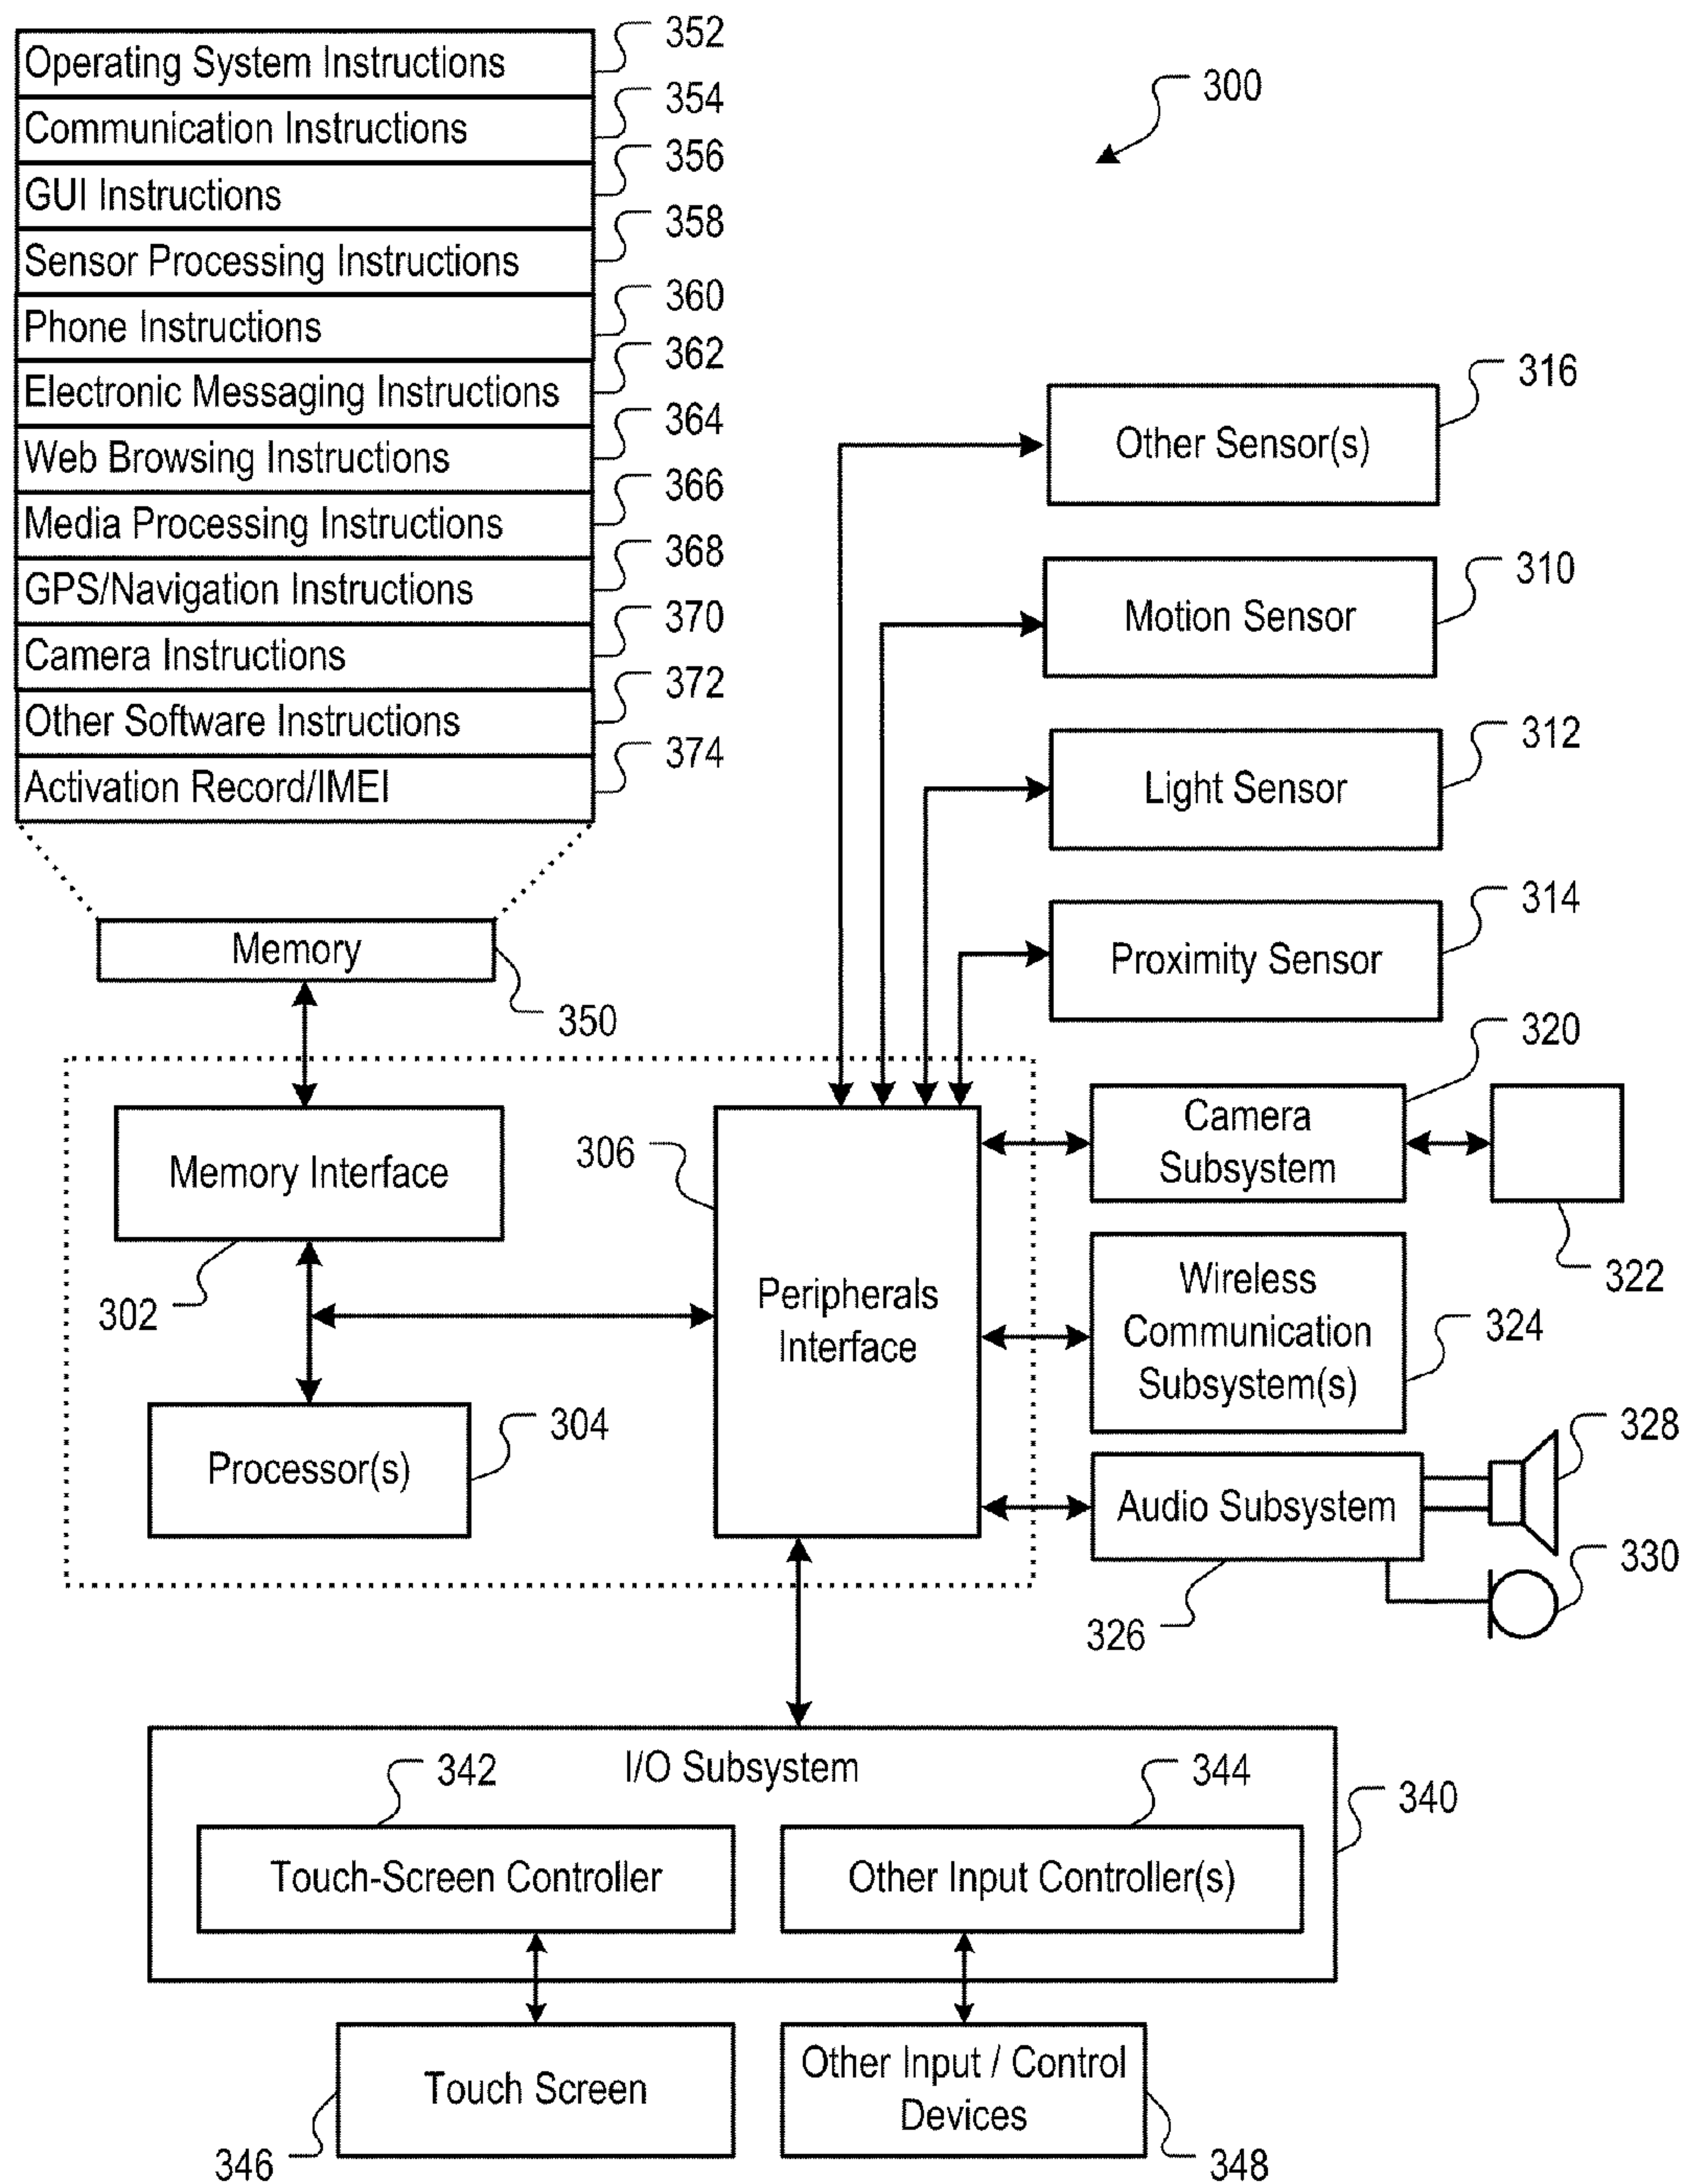 Operating System Instructions 352
Communication Instructions 354
GUI Instructions 356
Sensor Processing Instructions 358
Phone Instructions 360
Electronic Messaging Instructions 362
Web Browsing Instructions 364
Media Processing Instructions 366
GPS/Navigation Instructions 368
Camera Instructions 370
Other Software Instructions 372
Activation Record/IMEI 374
300
Other Sensor(s) 316
Motion Sensor 310
Light Sensor 312
Proximity Sensor 314
Memory
350
Memory Interface
302
Processor(s) 304
306
Peripherals
Interface
Camera
Subsystem
320
322
Wireless
Communication
Subsystem(s)
324
Audio Subsystem
326
328
330
I/O Subsystem
340
342
Touch-Screen Controller
344
Other Input Controller(s)
Touch Screen
346
Other Input / Control
Devices
348